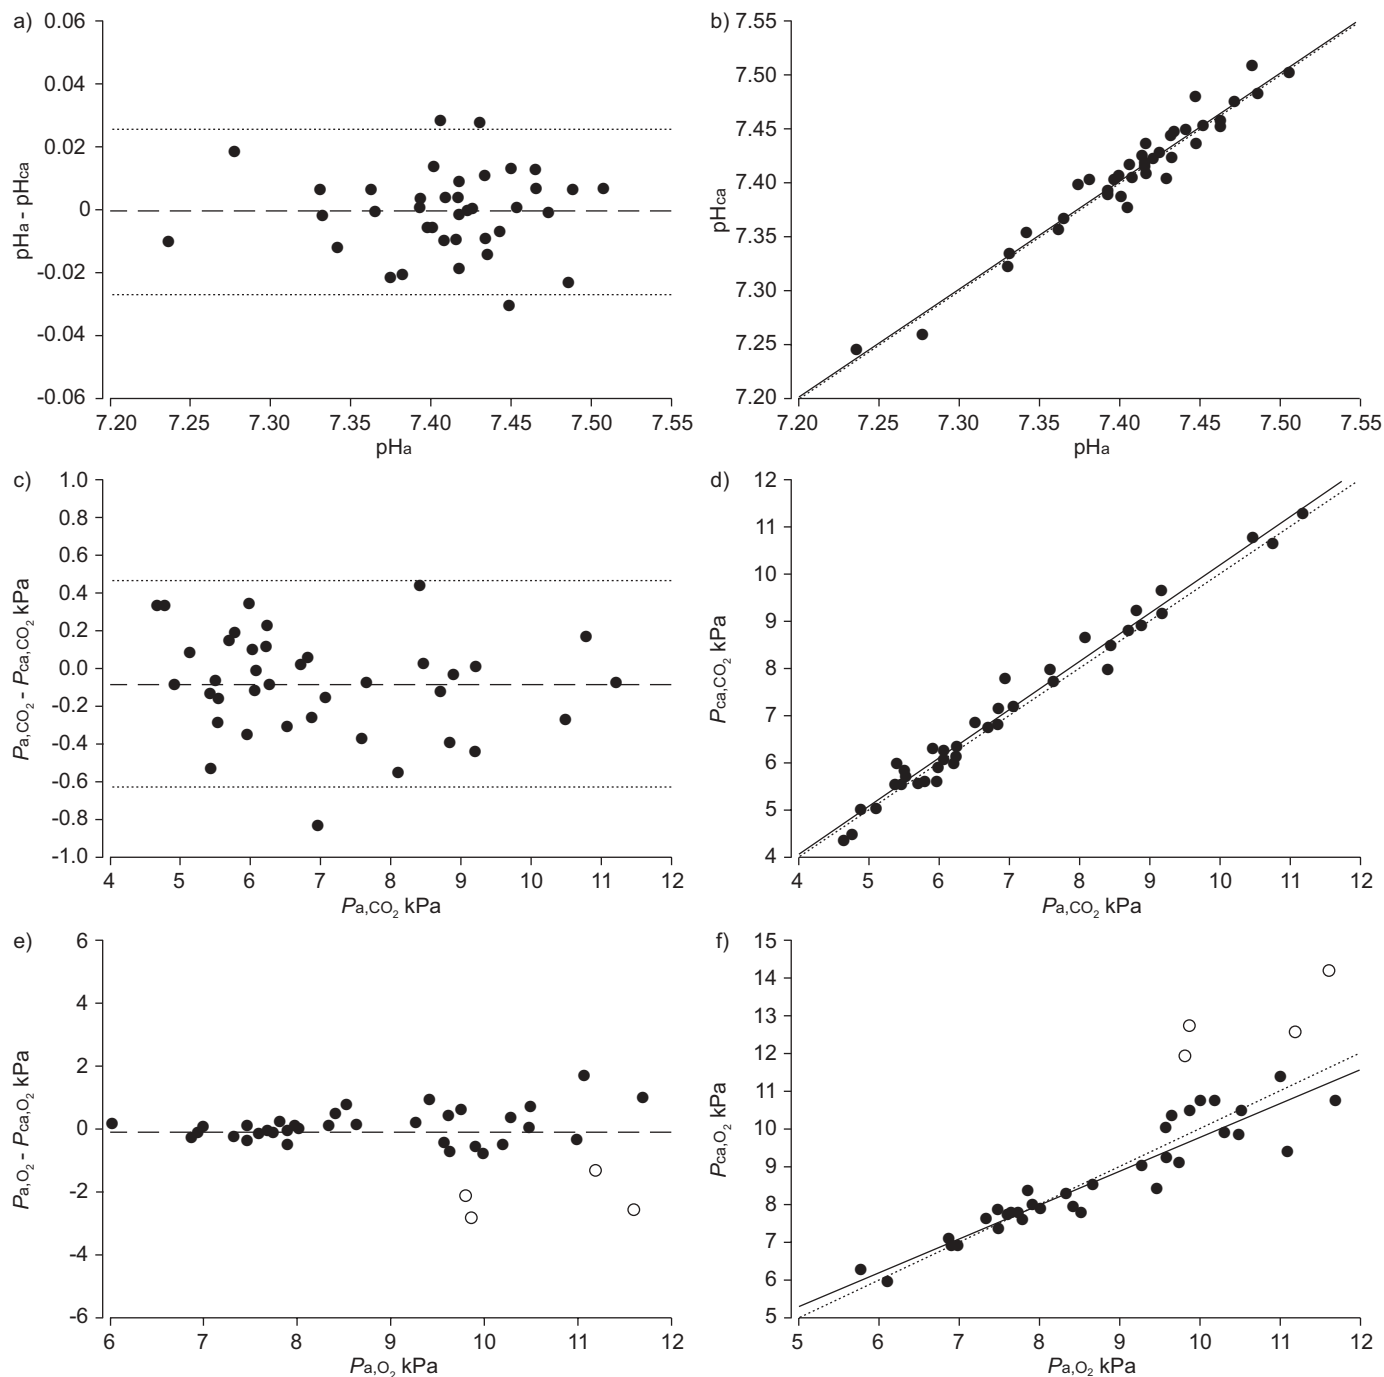 a) 0.06
0.04
0.02
0
-0.02
-0.04
-0.06
pHa - pHca
7.20 7.25 7.30 7.35 7.40 7.45 7.50 7.55
pHa
b) 7.55
7.50
7.45
7.40
7.35
7.30
7.25
7.20
pHca
7.20 7.25 7.30 7.35 7.40 7.45 7.50 7.55
pHa
c) 1.0
0.8
0.6
0.4
0.2
0.0
-0.2
-0.4
-0.6
-0.8
-1.0
Pa,CO2 - Pca,CO2 kPa
4 5 6 7 8 9 10 11 12
Pa,CO2 kPa
d) 12
11
10
9
8
7
6
5
4
Pca,CO2 kPa
4 5 6 7 8 9 10 11 12
Pa,CO2 kPa
e) 6
4
2
0
-2
-4
-6
Pa,O2 - Pca,O2 kPa
6 7 8 9 10 11 12
Pa,O2 kPa
f) 15
14
13
12
11
10
9
8
7
6
5
Pca,O2 kPa
5 6 7 8 9 10 11 12
Pa,O2 kPa